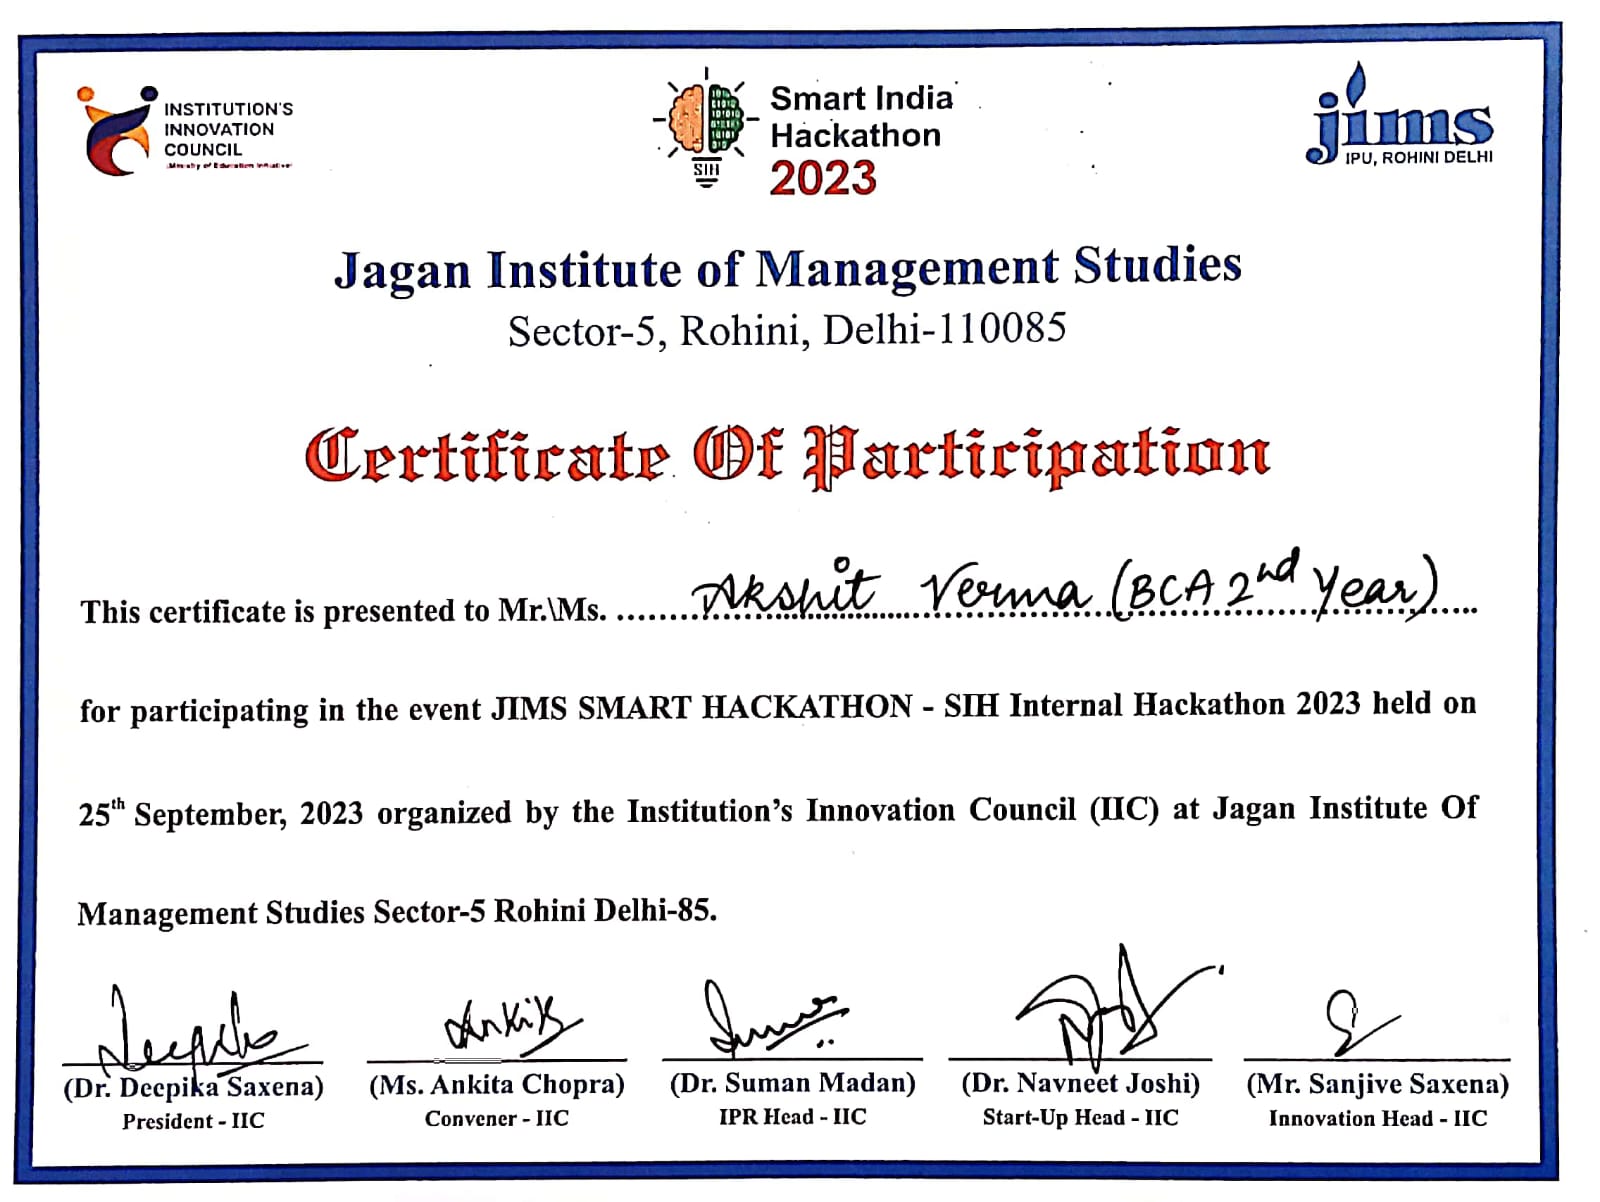 INSTITUTION'S
INNOVATION
COUNCIL
(Ministry of Education Initiative)
SIH
Smart India
Hackathon
2023
jims
IPU, ROHINI DELHI
Jagan Institute of Management Studies
Sector-5, Rohini, Delhi-110085
Certificate Of Participation
This certificate is presented to Mr.\Ms. ........Akshit Verma (BCA 2nd Year).....
for participating in the event JIMS SMART HACKATHON - SIH Internal Hackathon 2023 held on
25th September, 2023 organized by the Institution's Innovation Council (IIC) at Jagan Institute Of
Management Studies Sector-5 Rohini Delhi-85.
Deepika Ankita Suman
(Dr. Deepika Saxena) (Ms. Ankita Chopra) (Dr. Suman Madan) (Dr. Navneet Joshi) (Mr. Sanjive Saxena)
President - IIC Convener - IIC IPR Head - IIC Start-Up Head - IIC Innovation Head - IIC